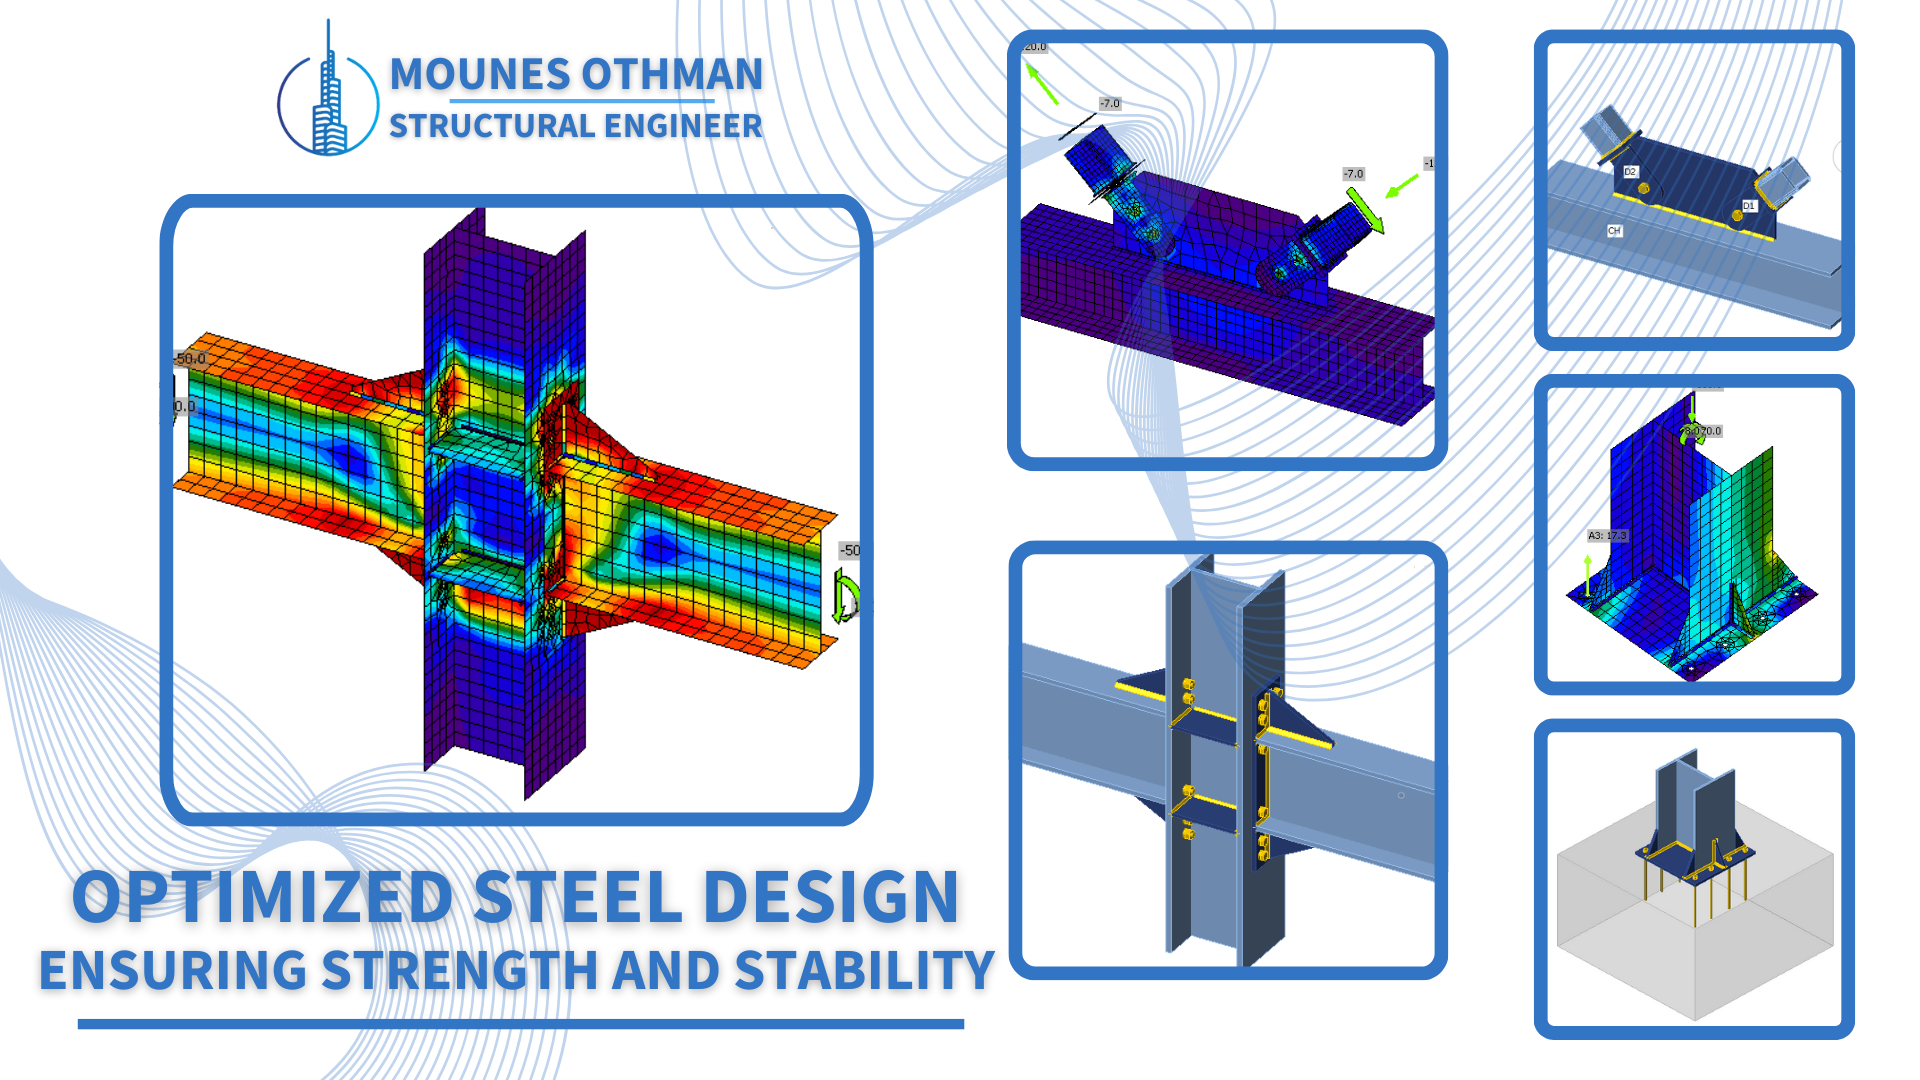 MOUNES OTHMAN
STRUCTURAL ENGINEER
-50.0
0.0
-50
OPTIMIZED STEEL DESIGN
ENSURING STRENGTH AND STABILITY
20.0
-7.0
-7.0
-1
D2
D1
CH
20.0
A3: 17.3